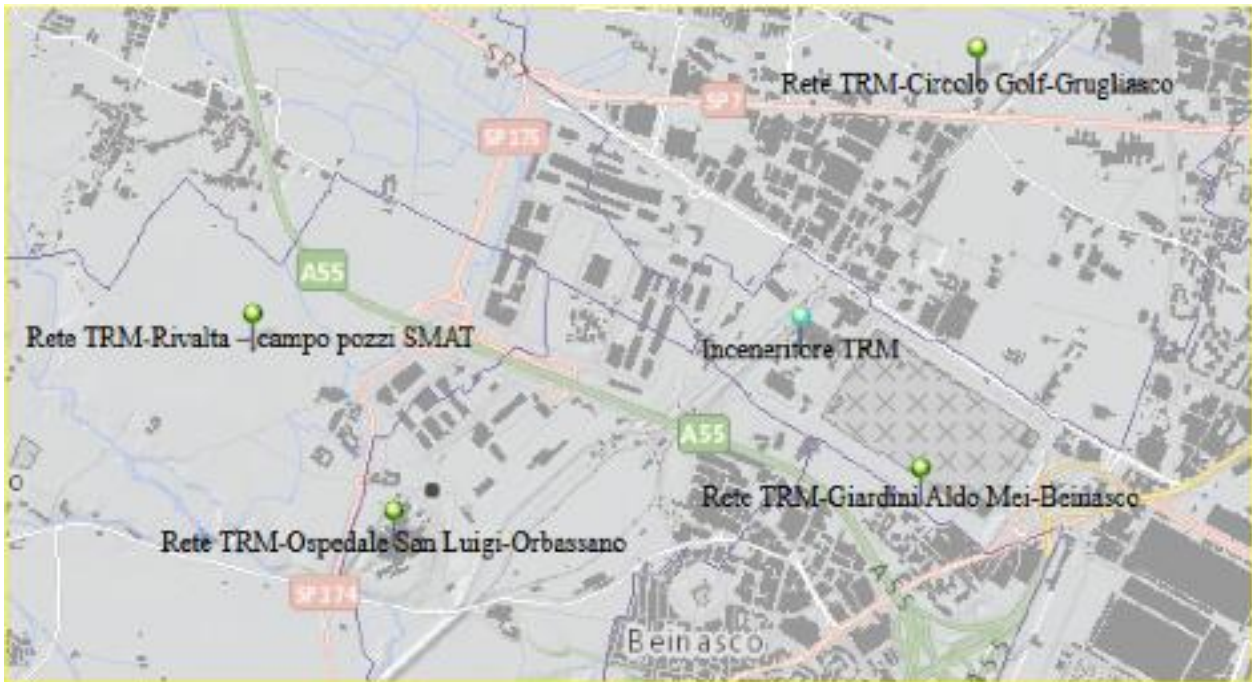 Rete TRM-Circolo Golf-Grugliasco
SP 7
SP 175
A55
Rete TRM-Rivalta – campo pozzi SMAT
Inceneritore TRM
A55
Rete TRM-Giardini Aldo Mei-Beinasco
Rete TRM-Ospedale San Luigi-Orbassano
SP 174
A55
Beinasco